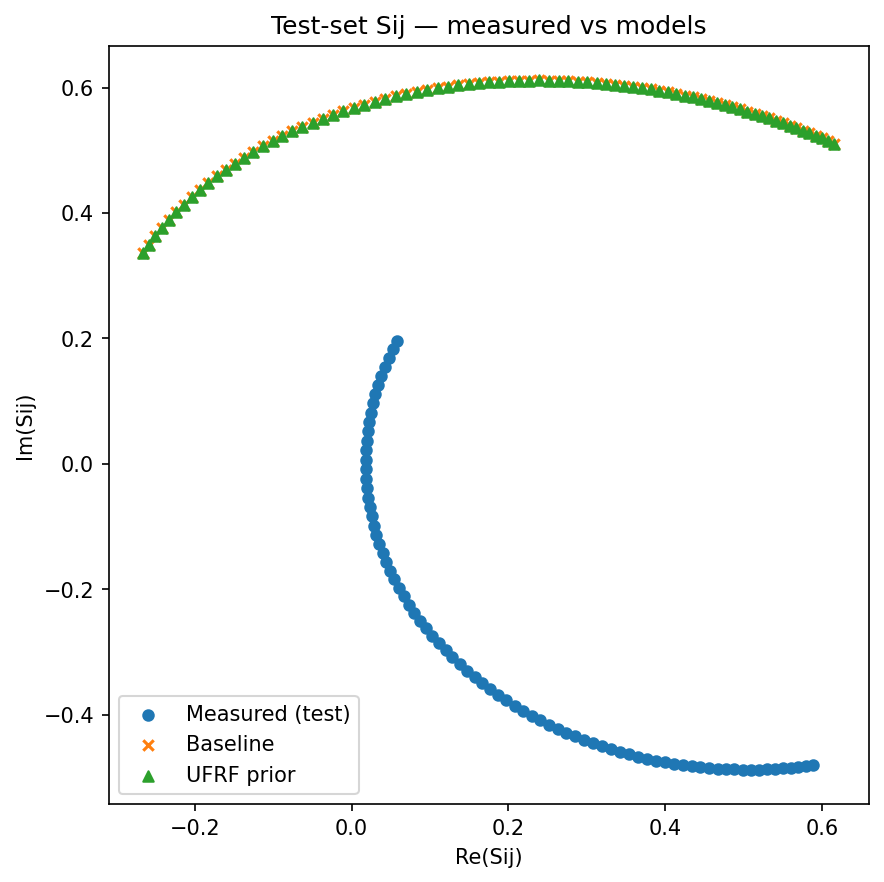 Test-set Sij — measured vs models
Im(Sij)
0.6
0.4
0.2
0.0
−0.2
−0.4
Measured (test)
Baseline
UFRF prior
−0.2
0.0
0.2
0.4
0.6
Re(Sij)